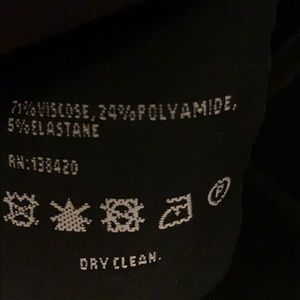 71%VISCOSE,24%POLYAMIDE,
5%ELASTANE
RN:138420
P
DRY CLEAN.